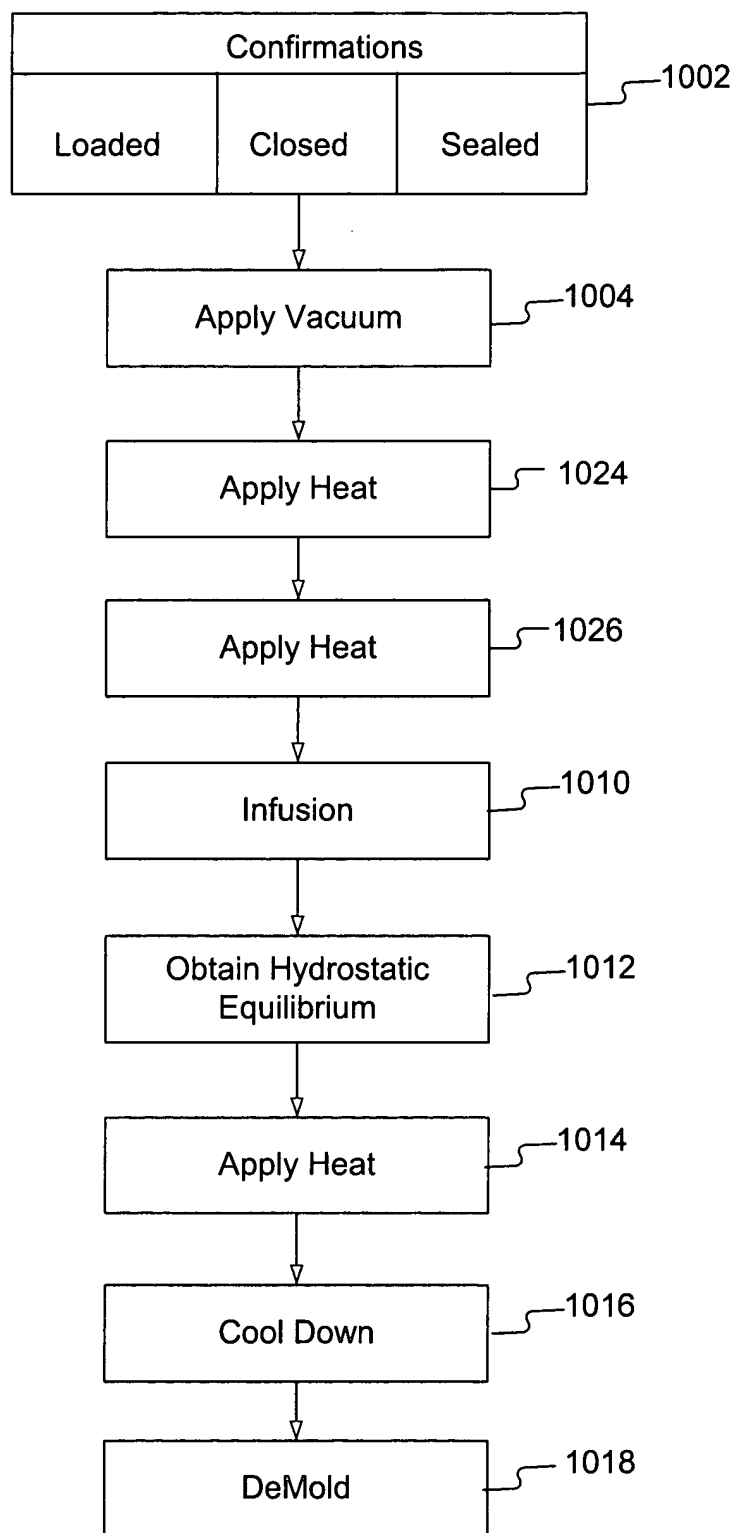 Confirmations
1002
Loaded Closed Sealed
Apply Vacuum
1004
Apply Heat
1024
Apply Heat
1026
Infusion
1010
Obtain Hydrostatic
Equilibrium
1012
Apply Heat
1014
Cool Down
1016
DeMold
1018